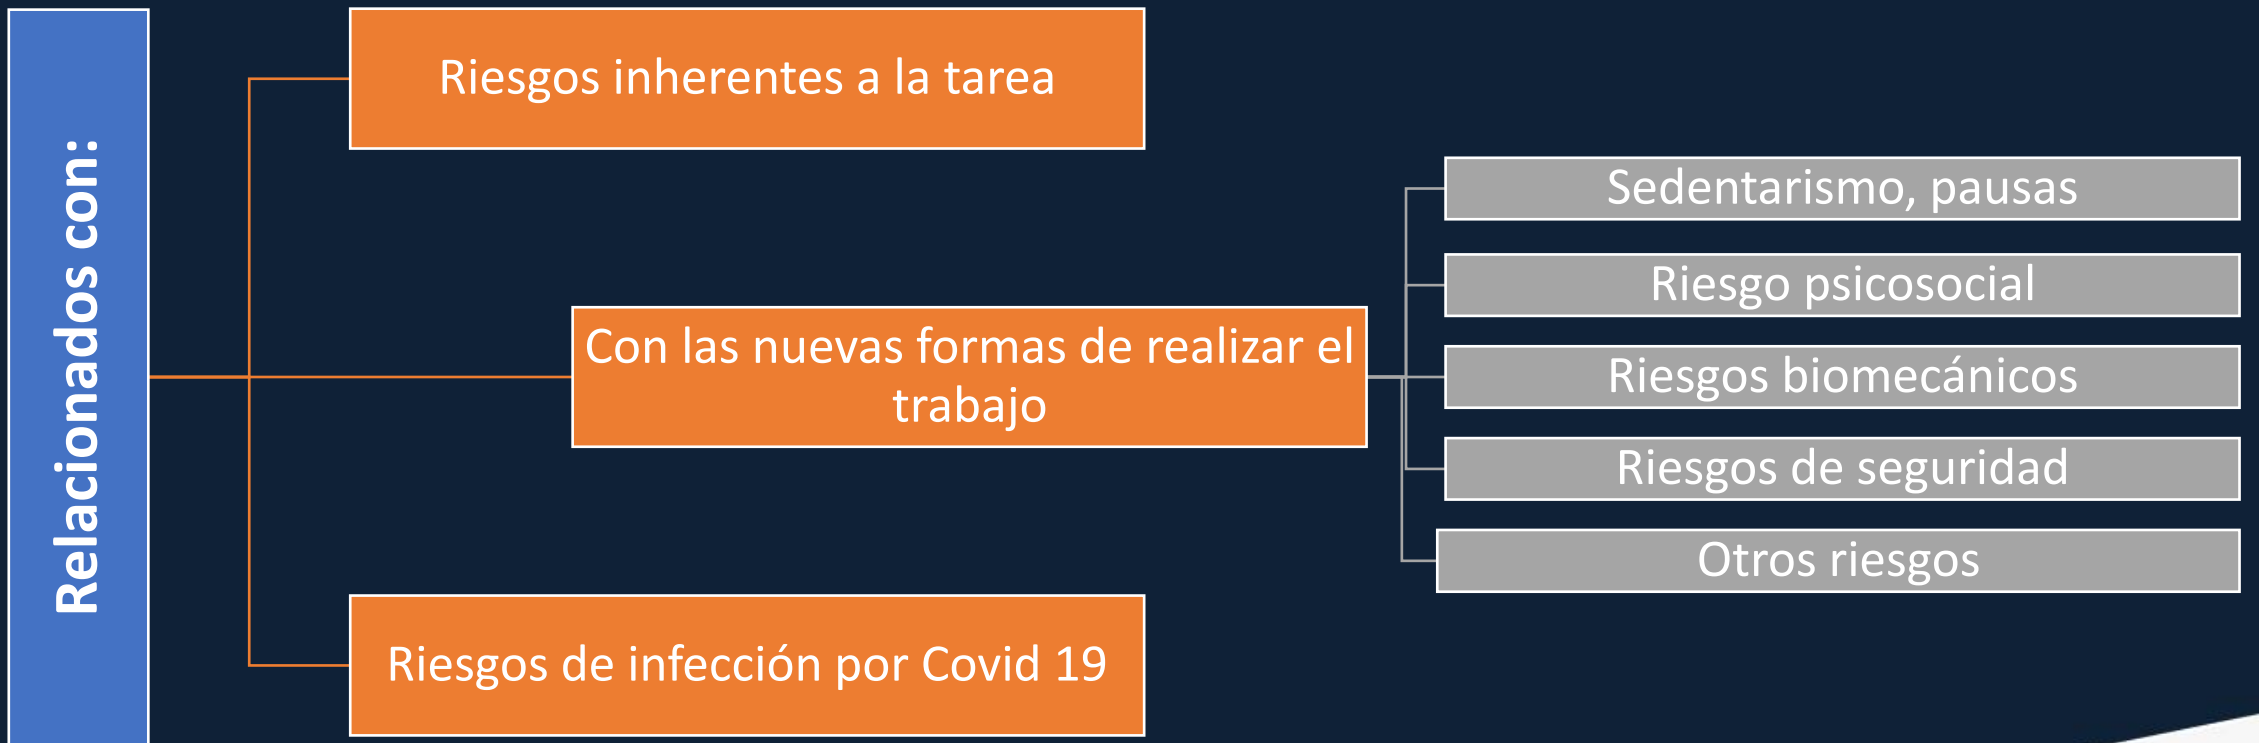 Relacionados con:
Riesgos inherentes a la tarea
Con las nuevas formas de realizar el
trabajo
Sedentarismo, pausas
Riesgo psicosocial
Riesgos biomecánicos
Riesgos de seguridad
Otros riesgos
Riesgos de infección por Covid 19